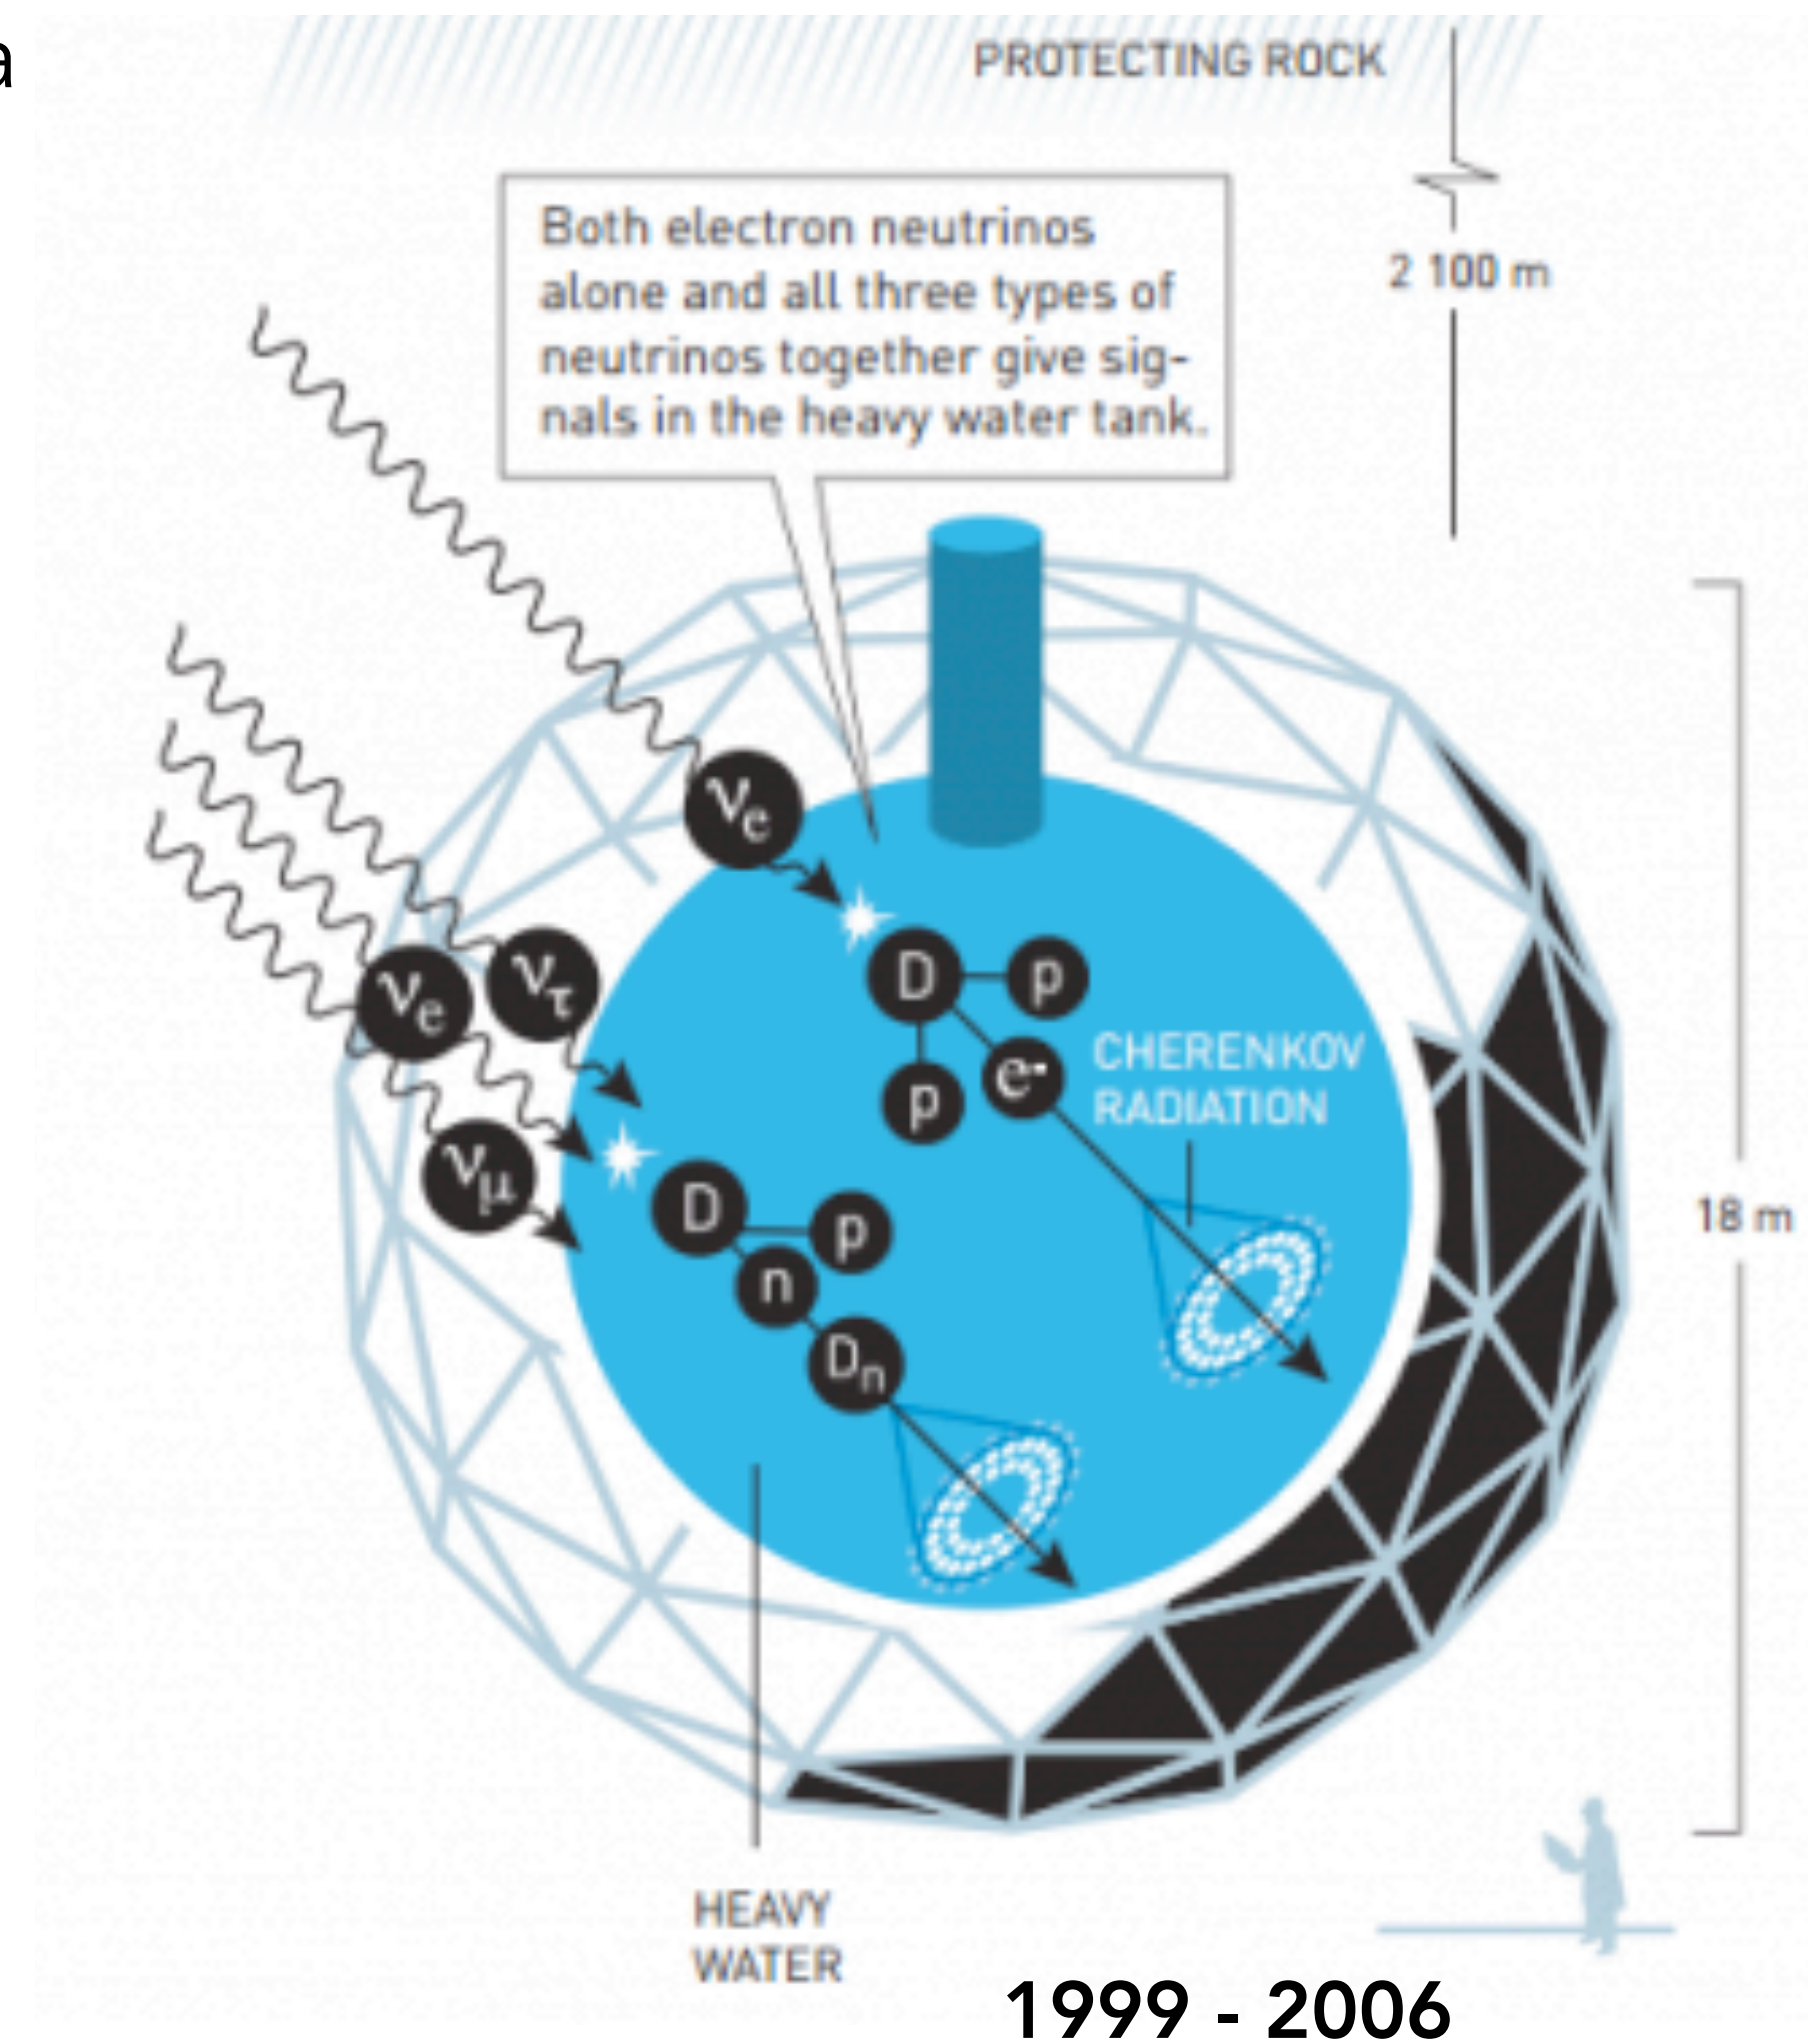 a
PROTECTING ROCK
Both electron neutrinos
alone and all three types of
neutrinos together give sig-
nals in the heavy water tank.
2 100 m
νe
νe
ντ
νμ
D
p
p
e-
CHERENKOV
RADIATION
D
p
n
Dn
18 m
HEAVY
WATER
1999 - 2006